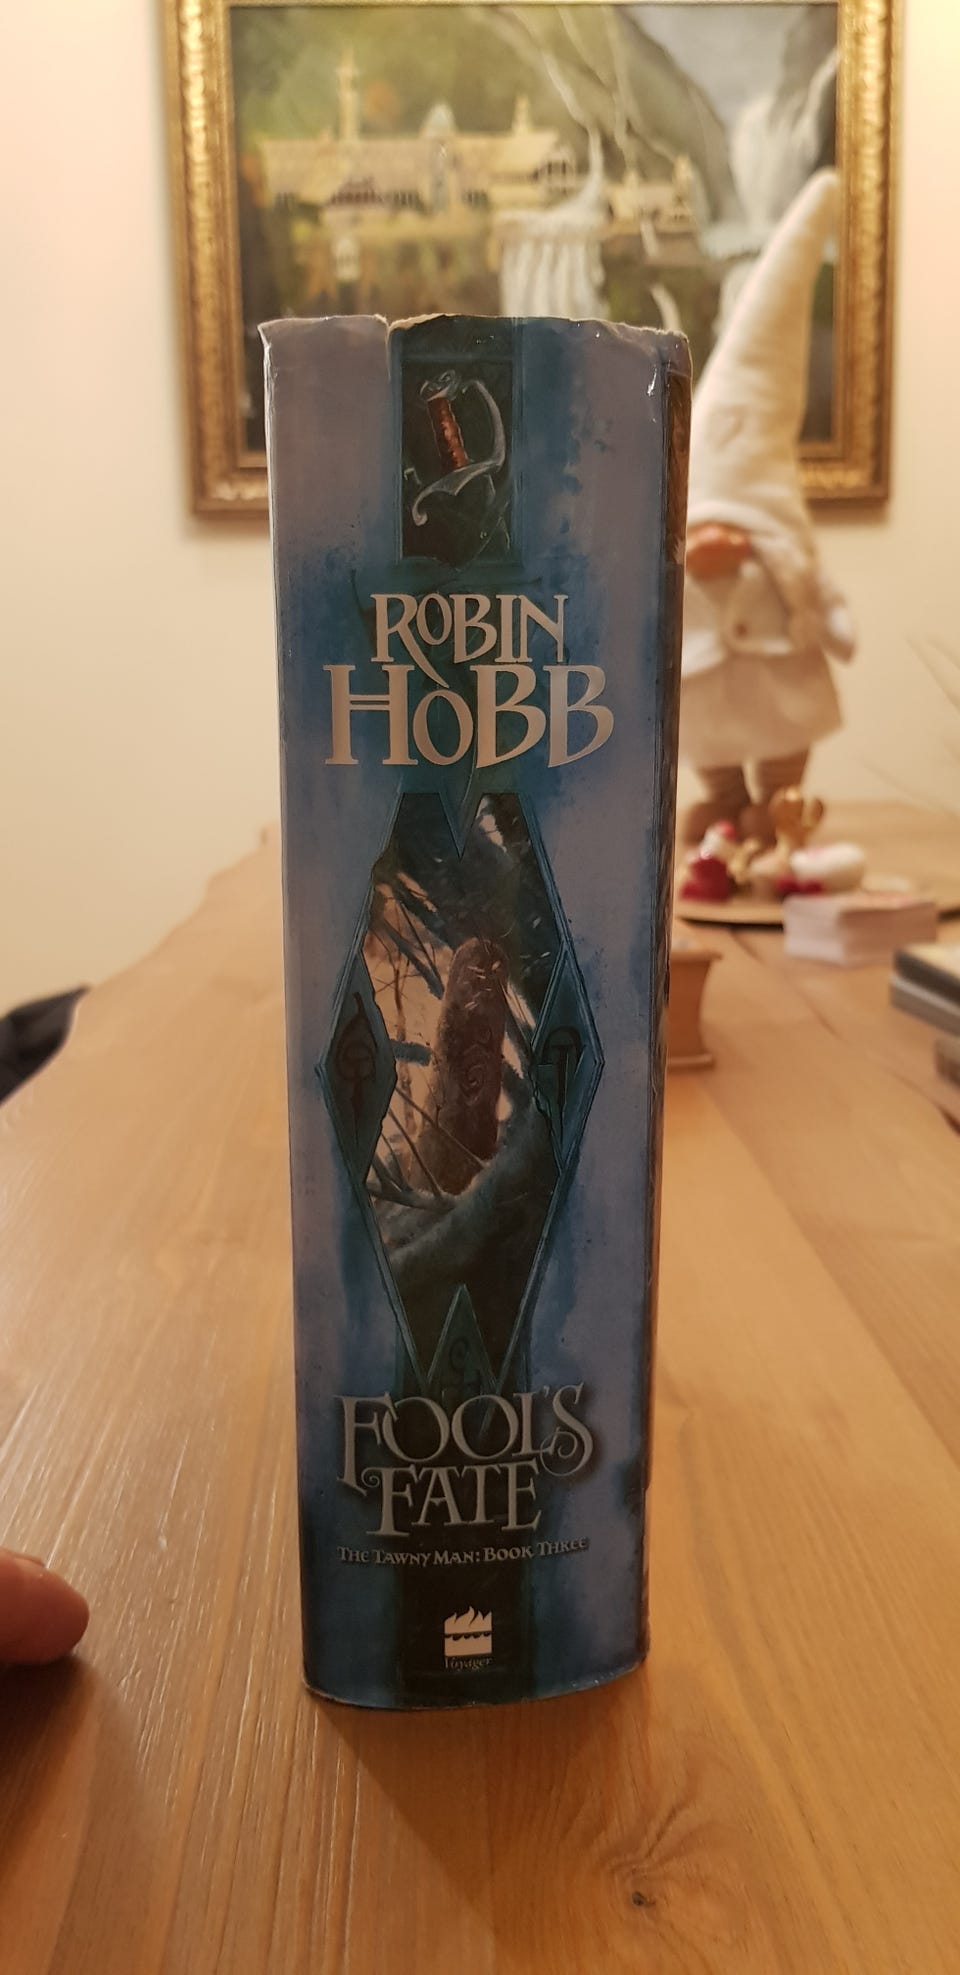 ROBIN
HOBB
FOOL'S
FATE
THE TAWNY MAN: BOOK THREE
Voyager